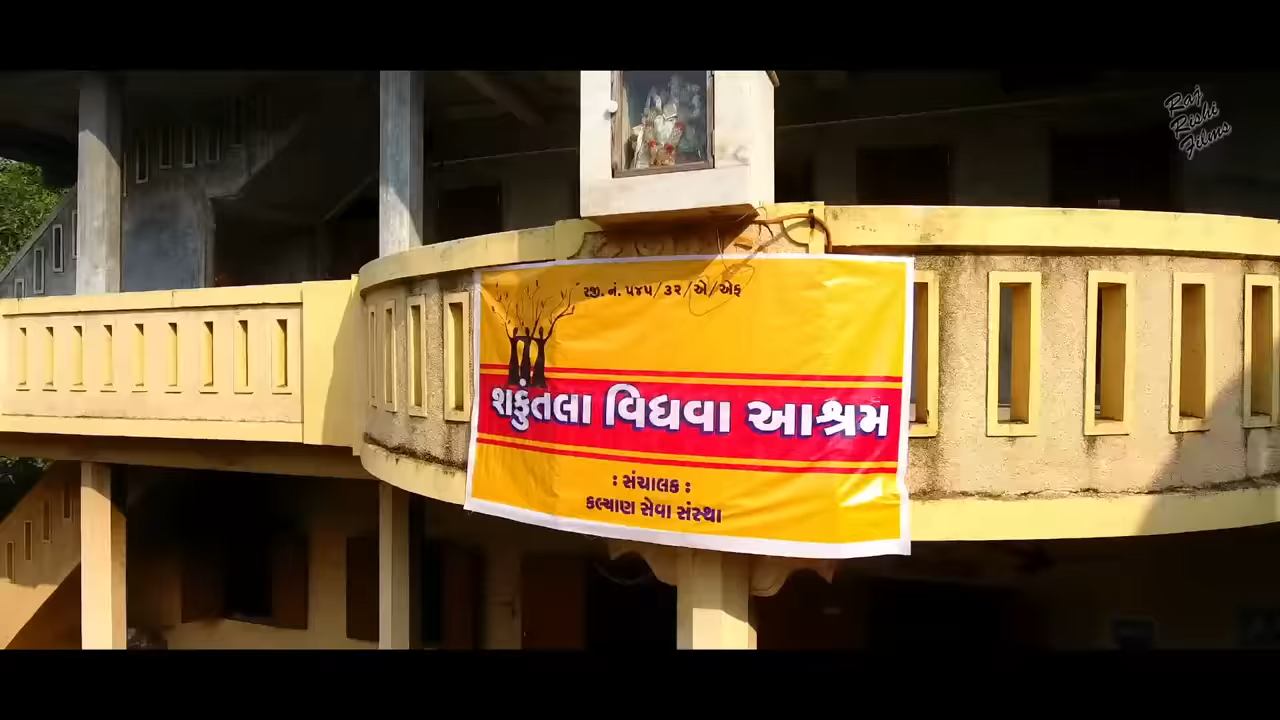 Raj
Rishi
Films
રજી. નં. ૫૪૫/૩૨/એ/એફ
શકુંતલા વિધવા આશ્રમ
: સંચાલક :
કલ્યાણ સેવા સંસ્થા